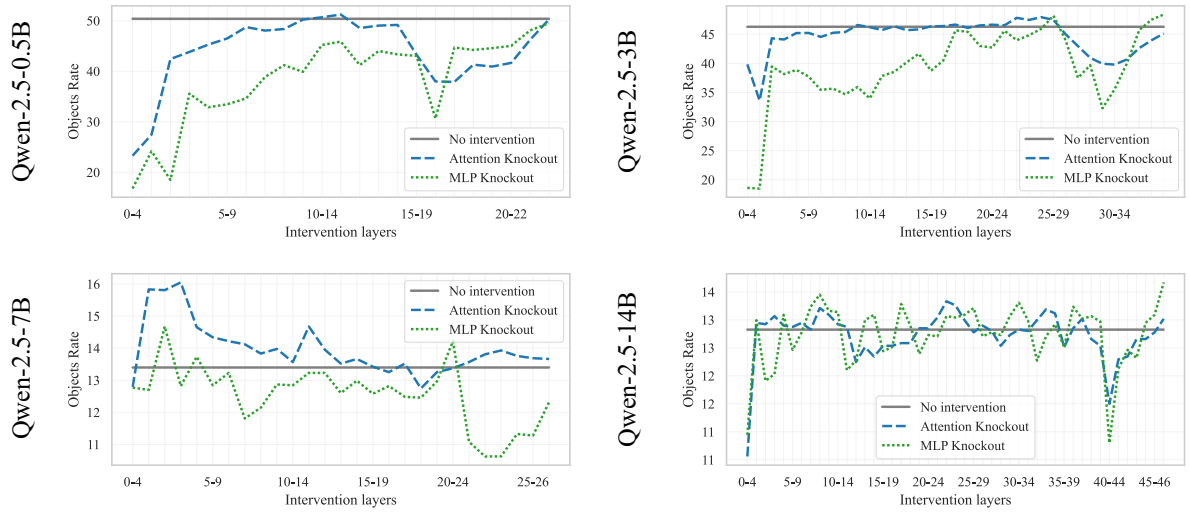 Qwen-2.5-0.5B
Objects Rate
50
40
30
20
No intervention
Attention Knockout
MLP Knockout
0-4 5-9 10-14 15-19 20-22
Intervention layers
Qwen-2.5-3B
Objects Rate
45
40
35
30
25
20
No intervention
Attention Knockout
MLP Knockout
0-4 5-9 10-14 15-19 20-24 25-29 30-34
Intervention layers
Qwen-2.5-7B
Objects Rate
16
15
14
13
12
11
No intervention
Attention Knockout
MLP Knockout
0-4 5-9 10-14 15-19 20-24 25-26
Intervention layers
Qwen-2.5-14B
Objects Rate
14
13
13
12
12
11
11
No intervention
Attention Knockout
MLP Knockout
0-4 5-9 10-14 15-19 20-24 25-29 30-34 35-39 40-44 45-46
Intervention layers